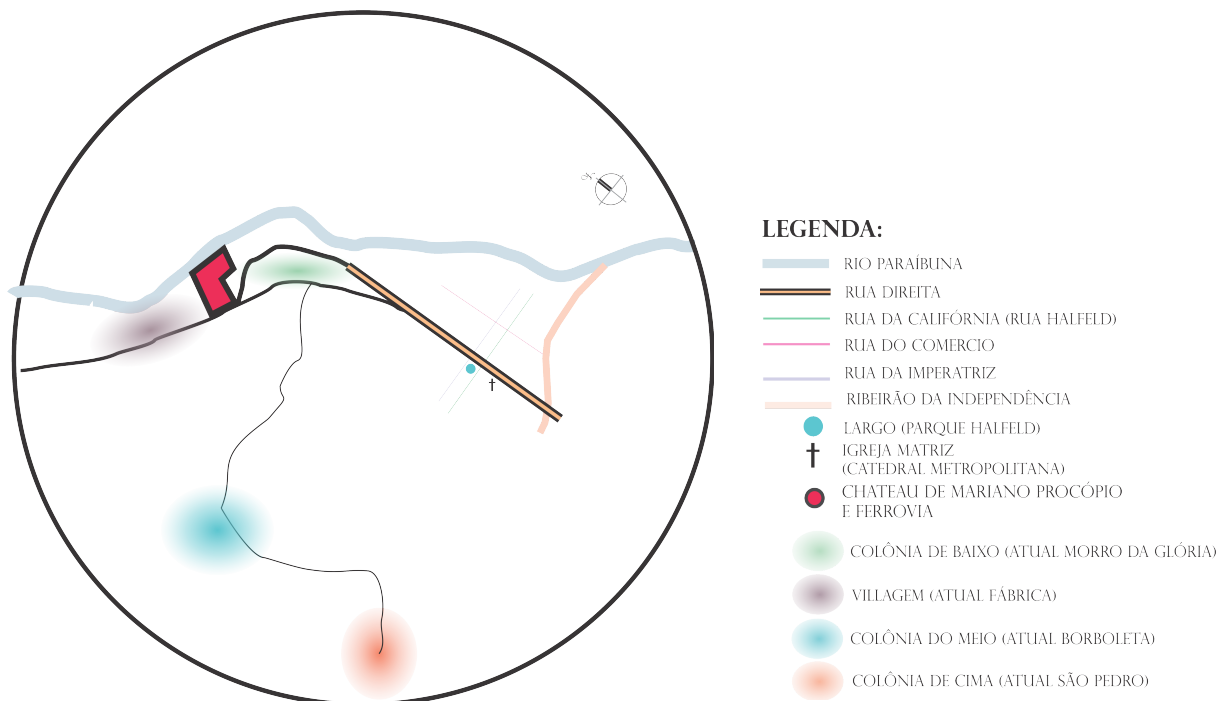 LEGENDA:
RIO PARAÍBUNA
RUA DIREITA
RUA DA CALIFÓRNIA (RUA HALFELD)
RUA DO COMERCIO
RUA DA IMPERATRIZ
RIBEIRÃO DA INDEPENDÊNCIA
LARGO (PARQUE HALFELD)
IGREJA MATRIZ
(CATEDRAL METROPOLITANA)
CHATEAU DE MARIANO PROCÓPIO
E FERROVIA
COLÔNIA DE BAIXO (ATUAL MORRO DA GLÓRIA)
VILLAGEM (ATUAL FÁBRICA)
COLÔNIA DO MEIO (ATUAL BORBOLETA)
COLÔNIA DE CIMA (ATUAL SÃO PEDRO)